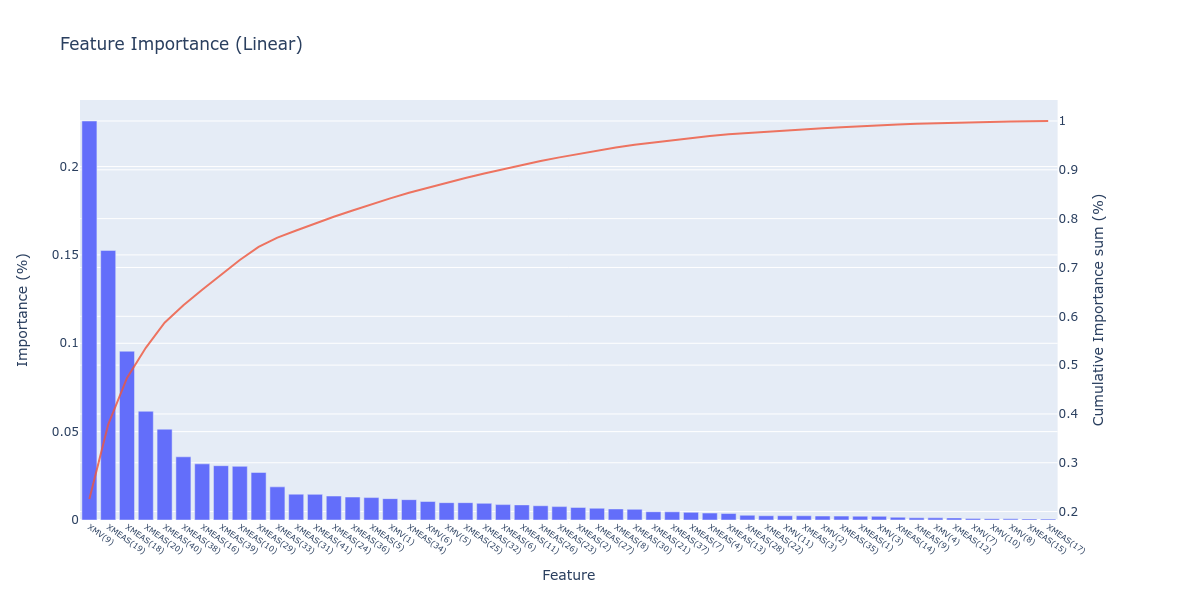 Feature Importance (Linear)
Importance (%)
0.2
0.15
0.1
0.05
0
1
0.9
0.8
0.7
0.6
0.5
0.4
0.3
0.2
Cumulative Importance sum (%)
XMV(9)
XMEAS(19)
XMEAS(18)
XMEAS(20)
XMEAS(40)
XMEAS(38)
XMEAS(16)
XMEAS(39)
XMEAS(10)
XMEAS(29)
XMEAS(33)
XMEAS(31)
XMEAS(41)
XMEAS(24)
XMEAS(36)
XMEAS(5)
XMV(1)
XMEAS(34)
XMV(6)
XMV(5)
XMEAS(25)
XMEAS(32)
XMEAS(6)
XMEAS(11)
XMEAS(26)
XMEAS(23)
XMEAS(2)
XMEAS(27)
XMEAS(8)
XMEAS(30)
XMEAS(21)
XMEAS(37)
XMEAS(7)
XMEAS(4)
XMEAS(13)
XMEAS(28)
XMEAS(22)
XMV(11)
XMEAS(3)
XMV(2)
XMEAS(35)
XMEAS(1)
XMV(3)
XMEAS(14)
XMEAS(9)
XMV(4)
XMEAS(12)
XMV(7)
XMV(10)
XMV(8)
XMEAS(15)
XMEAS(17)
Feature